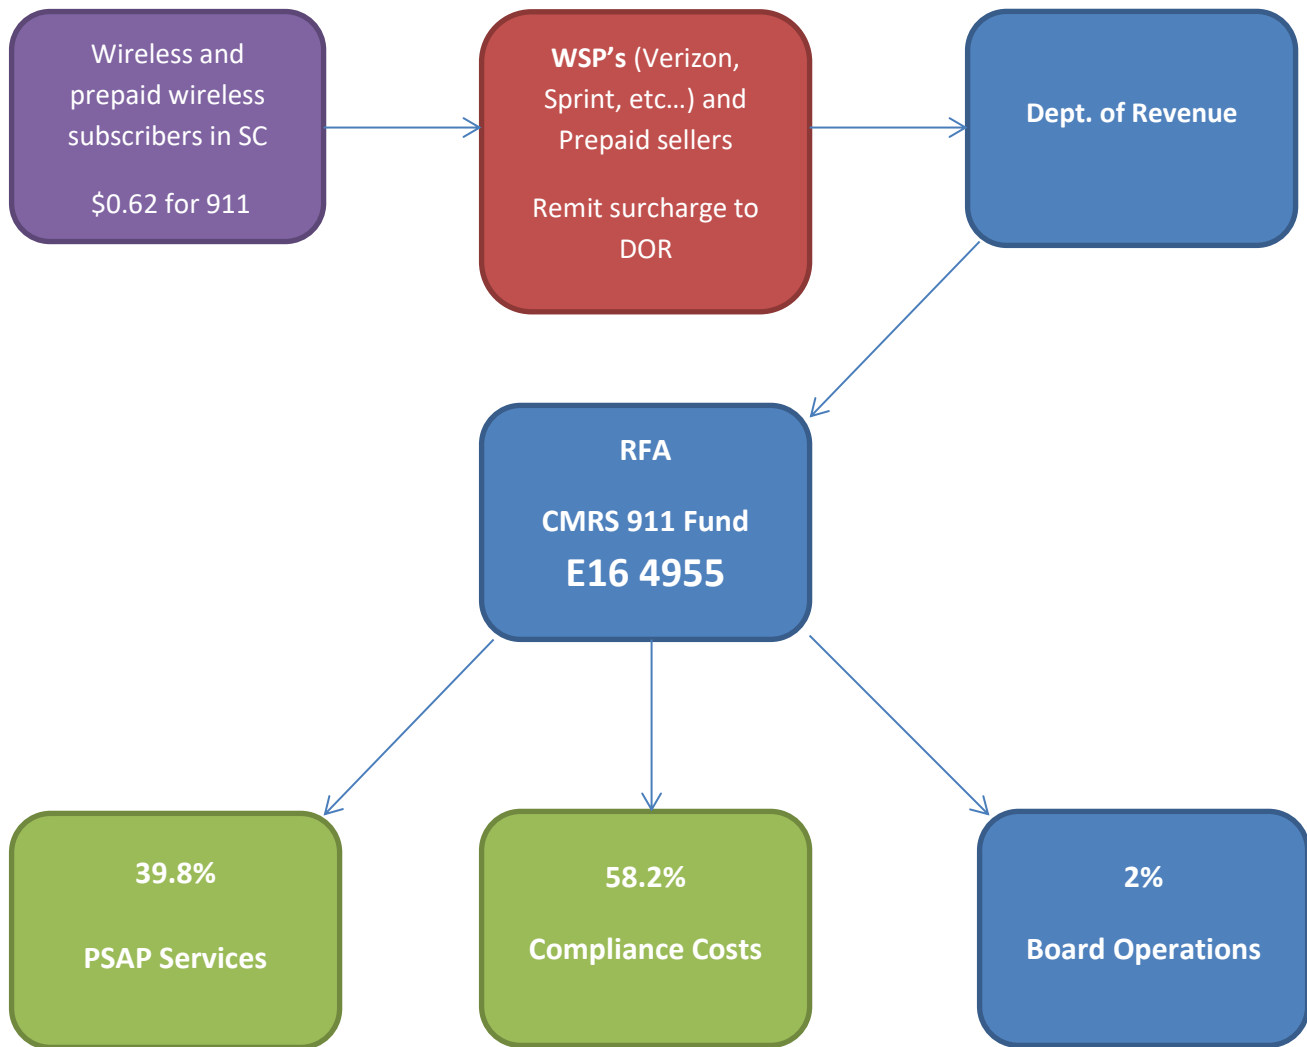 Wireless and
prepaid wireless
subscribers in SC
$0.62 for 911
WSP’s (Verizon,
Sprint, etc…) and
Prepaid sellers
Remit surcharge to
DOR
Dept. of Revenue
RFA
CMRS 911 Fund
E16 4955
39.8%
PSAP Services
58.2%
Compliance Costs
2%
Board Operations